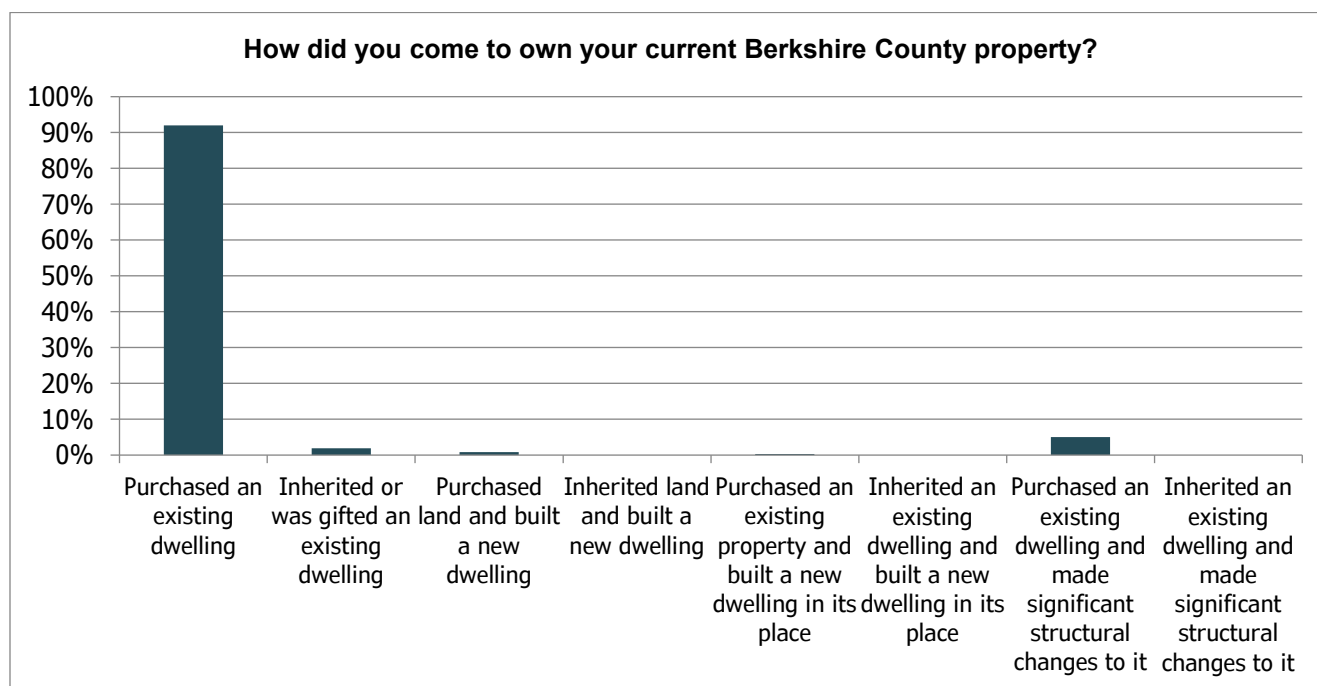 How did you come to own your current Berkshire County property?
100%
90%
80%
70%
60%
50%
40%
30%
20%
10%
0%
Purchased an
existing
dwelling
Inherited or
was gifted an
existing
dwelling
Purchased
land and built
a new
dwelling
Inherited land
and built a
new dwelling
Purchased an
existing
property and
built a new
dwelling in its
place
Inherited an
existing
dwelling and
built a new
dwelling in its
place
Purchased an
existing
dwelling and
made
significant
structural
changes to it
Inherited an
existing
dwelling and
made
significant
structural
changes to it